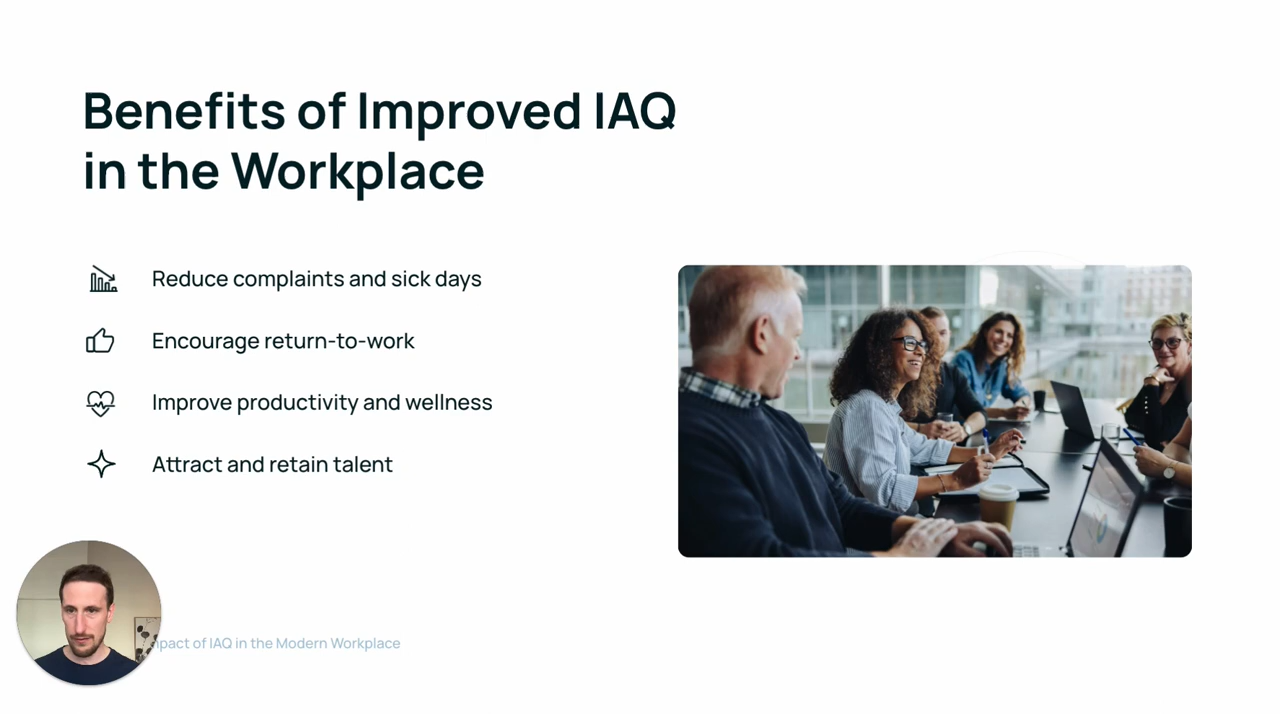 Benefits of Improved IAQ
in the Workplace
Reduce complaints and sick days
Encourage return-to-work
Improve productivity and wellness
Attract and retain talent
of IAQ in the Modern Workplace